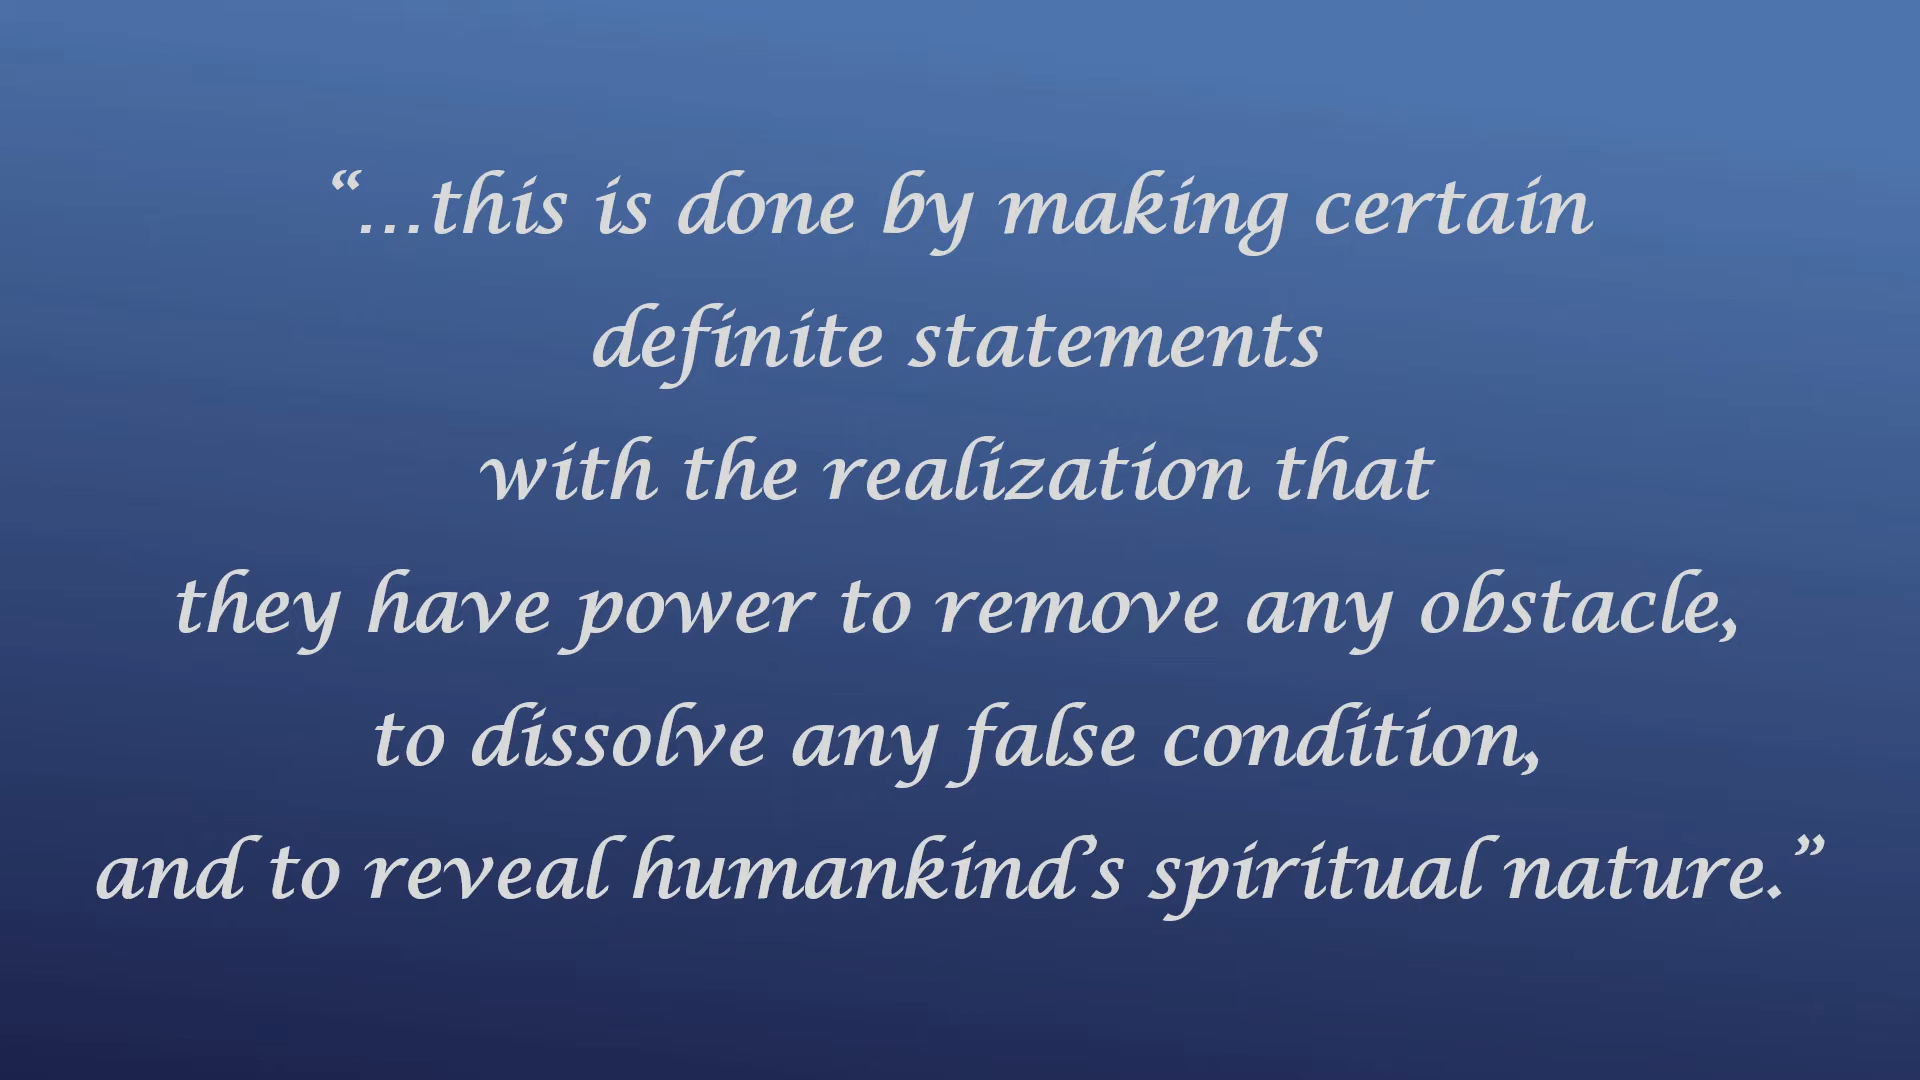 “…this is done by making certain
definite statements
with the realization that
they have power to remove any obstacle,
to dissolve any false condition,
and to reveal humankind’s spiritual nature.”